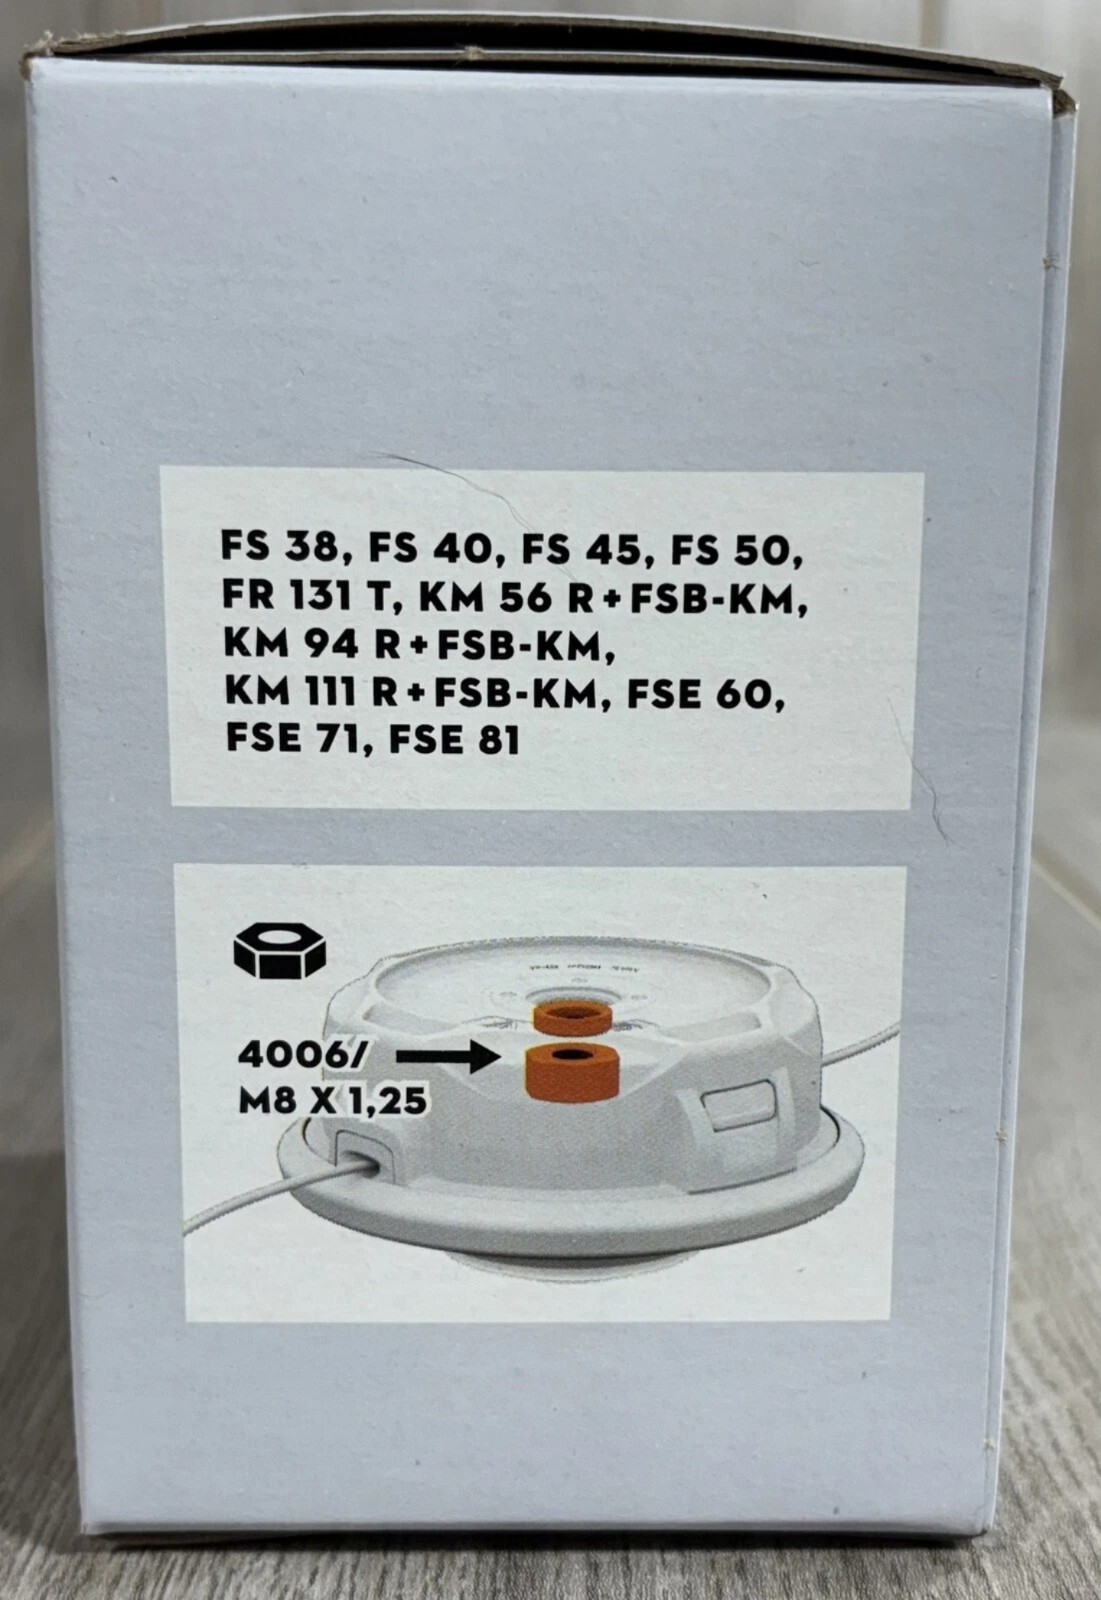 FS 38, FS 40, FS 45, FS 50,
FR 131 T, KM 56 R+FSB-KM,
KM 94 R+FSB-KM,
KM 111 R+FSB-KM, FSE 60,
FSE 71, FSE 81
4006/
M8 X 1,25